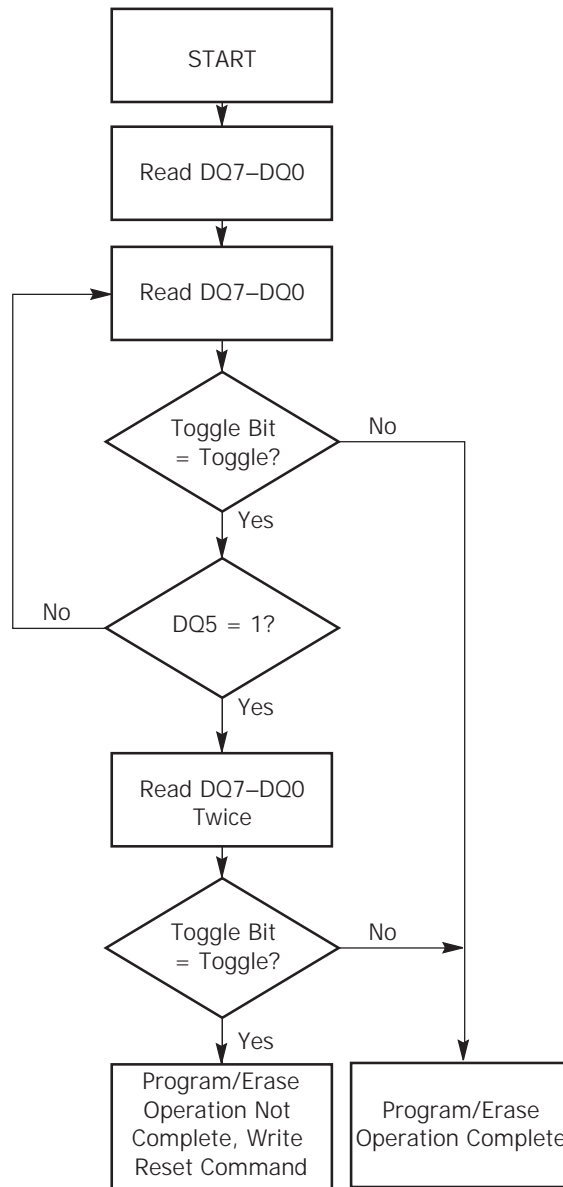 START
Read DQ7–DQ0
Read DQ7–DQ0
Toggle Bit
= Toggle?
No
Yes
No
DQ5 = 1?
Yes
Read DQ7–DQ0
Twice
Toggle Bit
= Toggle?
No
Yes
Program/Erase
Operation Not
Complete, Write
Reset Command
Program/Erase
Operation Complete